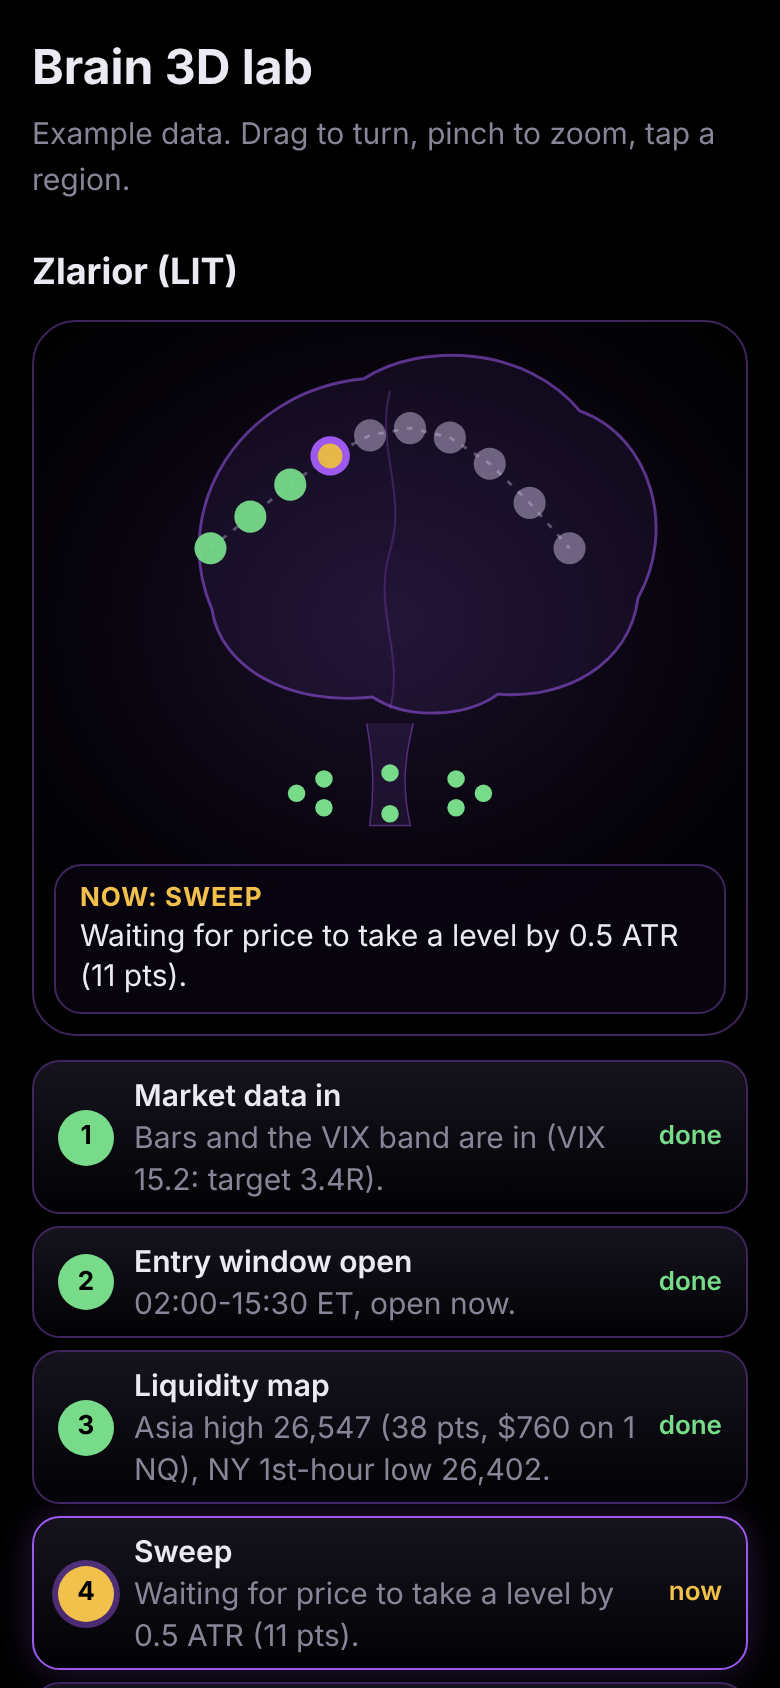 Brain 3D lab
Example data. Drag to turn, pinch to zoom, tap a
region.
Zlarior (LIT)
NOW: SWEEP
Waiting for price to take a level by 0.5 ATR
(11 pts).
1
Market data in
Bars and the VIX band are in (VIX
15.2: target 3.4R).
done
2
Entry window open
02:00-15:30 ET, open now.
done
3
Liquidity map
Asia high 26,547 (38 pts, $760 on 1
NQ), NY 1st-hour low 26,402.
done
4
Sweep
Waiting for price to take a level by
0.5 ATR (11 pts).
now